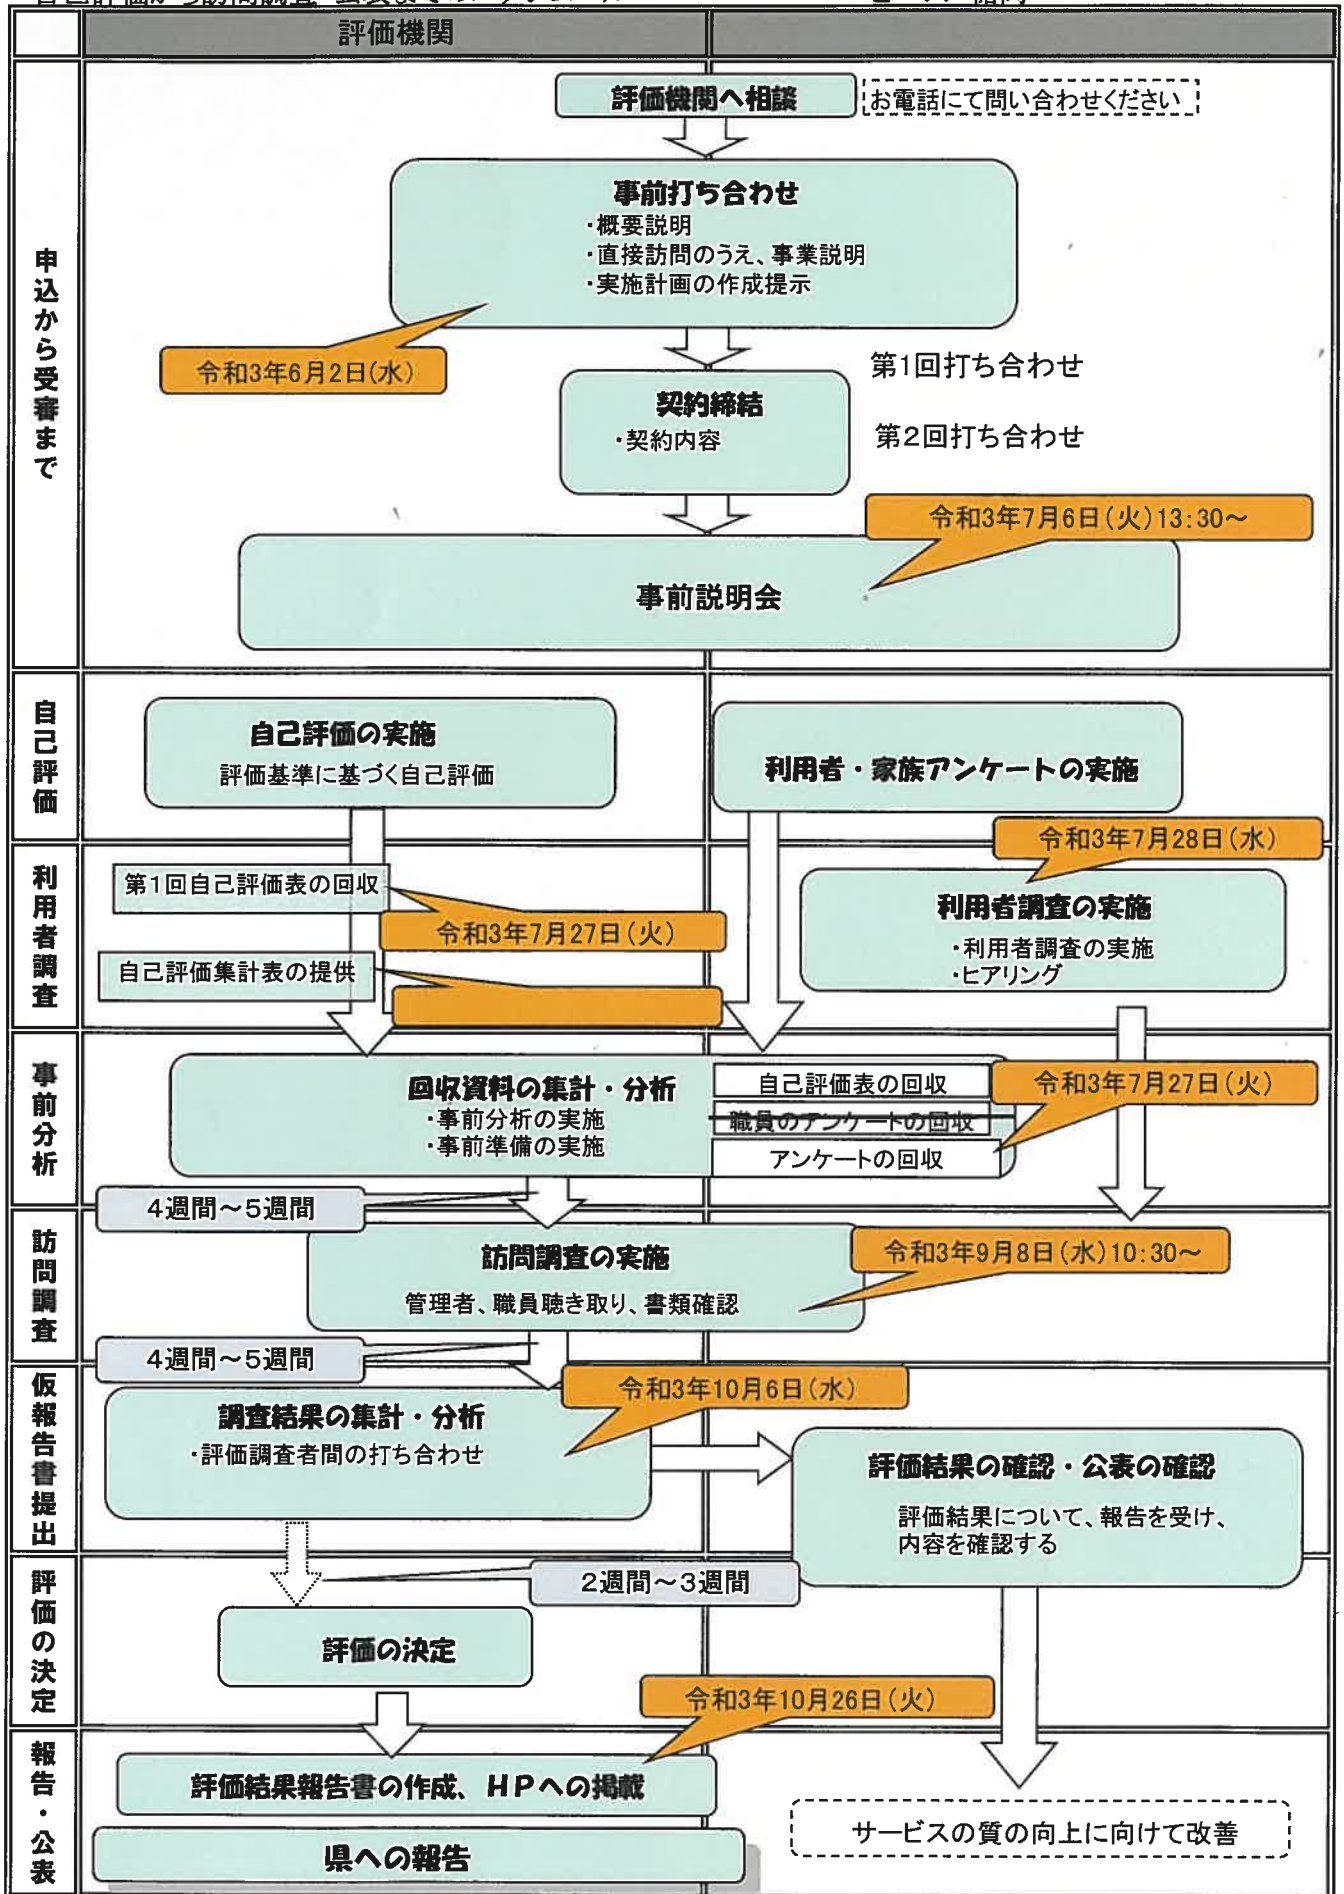 評価機関
評価機関へ相談
お電話にて問い合わせください
事前打ち合わせ
・概要説明
・直接訪問のうえ、事業説明
・実施計画の作成提示
令和3年6月2日(水)
第1回打ち合わせ
契約締結
・契約内容
第2回打ち合わせ
令和3年7月6日(火)13:30～
事前説明会
申込から受審まで
自己評価
自己評価の実施
評価基準に基づく自己評価
利用者・家族アンケートの実施
令和3年7月28日(水)
利用者調査
第1回自己評価表の回収
令和3年7月27日(火)
自己評価集計表の提供
利用者調査の実施
・利用者調査の実施
・ヒアリング
事前分析
回収資料の集計・分析
・事前分析の実施
・事前準備の実施
自己評価表の回収
職員のアンケートの回収
アンケートの回収
令和3年7月27日(火)
4週間～5週間
訪問調査
訪問調査の実施
管理者、職員聴き取り、書類確認
令和3年9月8日(水)10:30～
4週間～5週間
仮報告書提出
調査結果の集計・分析
・評価調査者間の打ち合わせ
令和3年10月6日(水)
評価結果の確認・公表の確認
評価結果について、報告を受け、
内容を確認する
2週間～3週間
評価の決定
評価の決定
令和3年10月26日(火)
報告・公表
評価結果報告書の作成、HPへの掲載
県への報告
サービスの質の向上に向けて改善